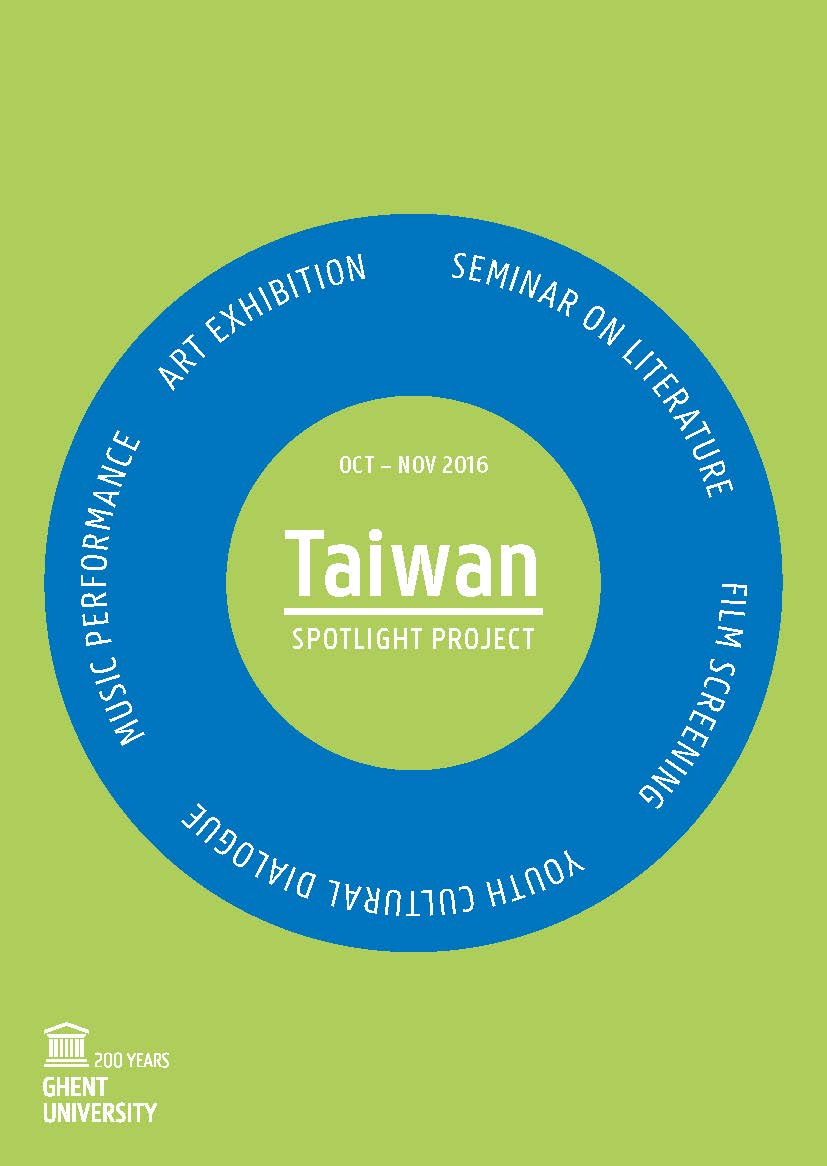 ART EXHIBITION
SEMINAR ON LITERATURE
FILM SCREENING
YOUTH CULTURAL DIALOGUE
MUSIC PERFORMANCE
OCT – NOV 2016
Taiwan
SPOTLIGHT PROJECT
200 YEARS
GHENT
UNIVERSITY